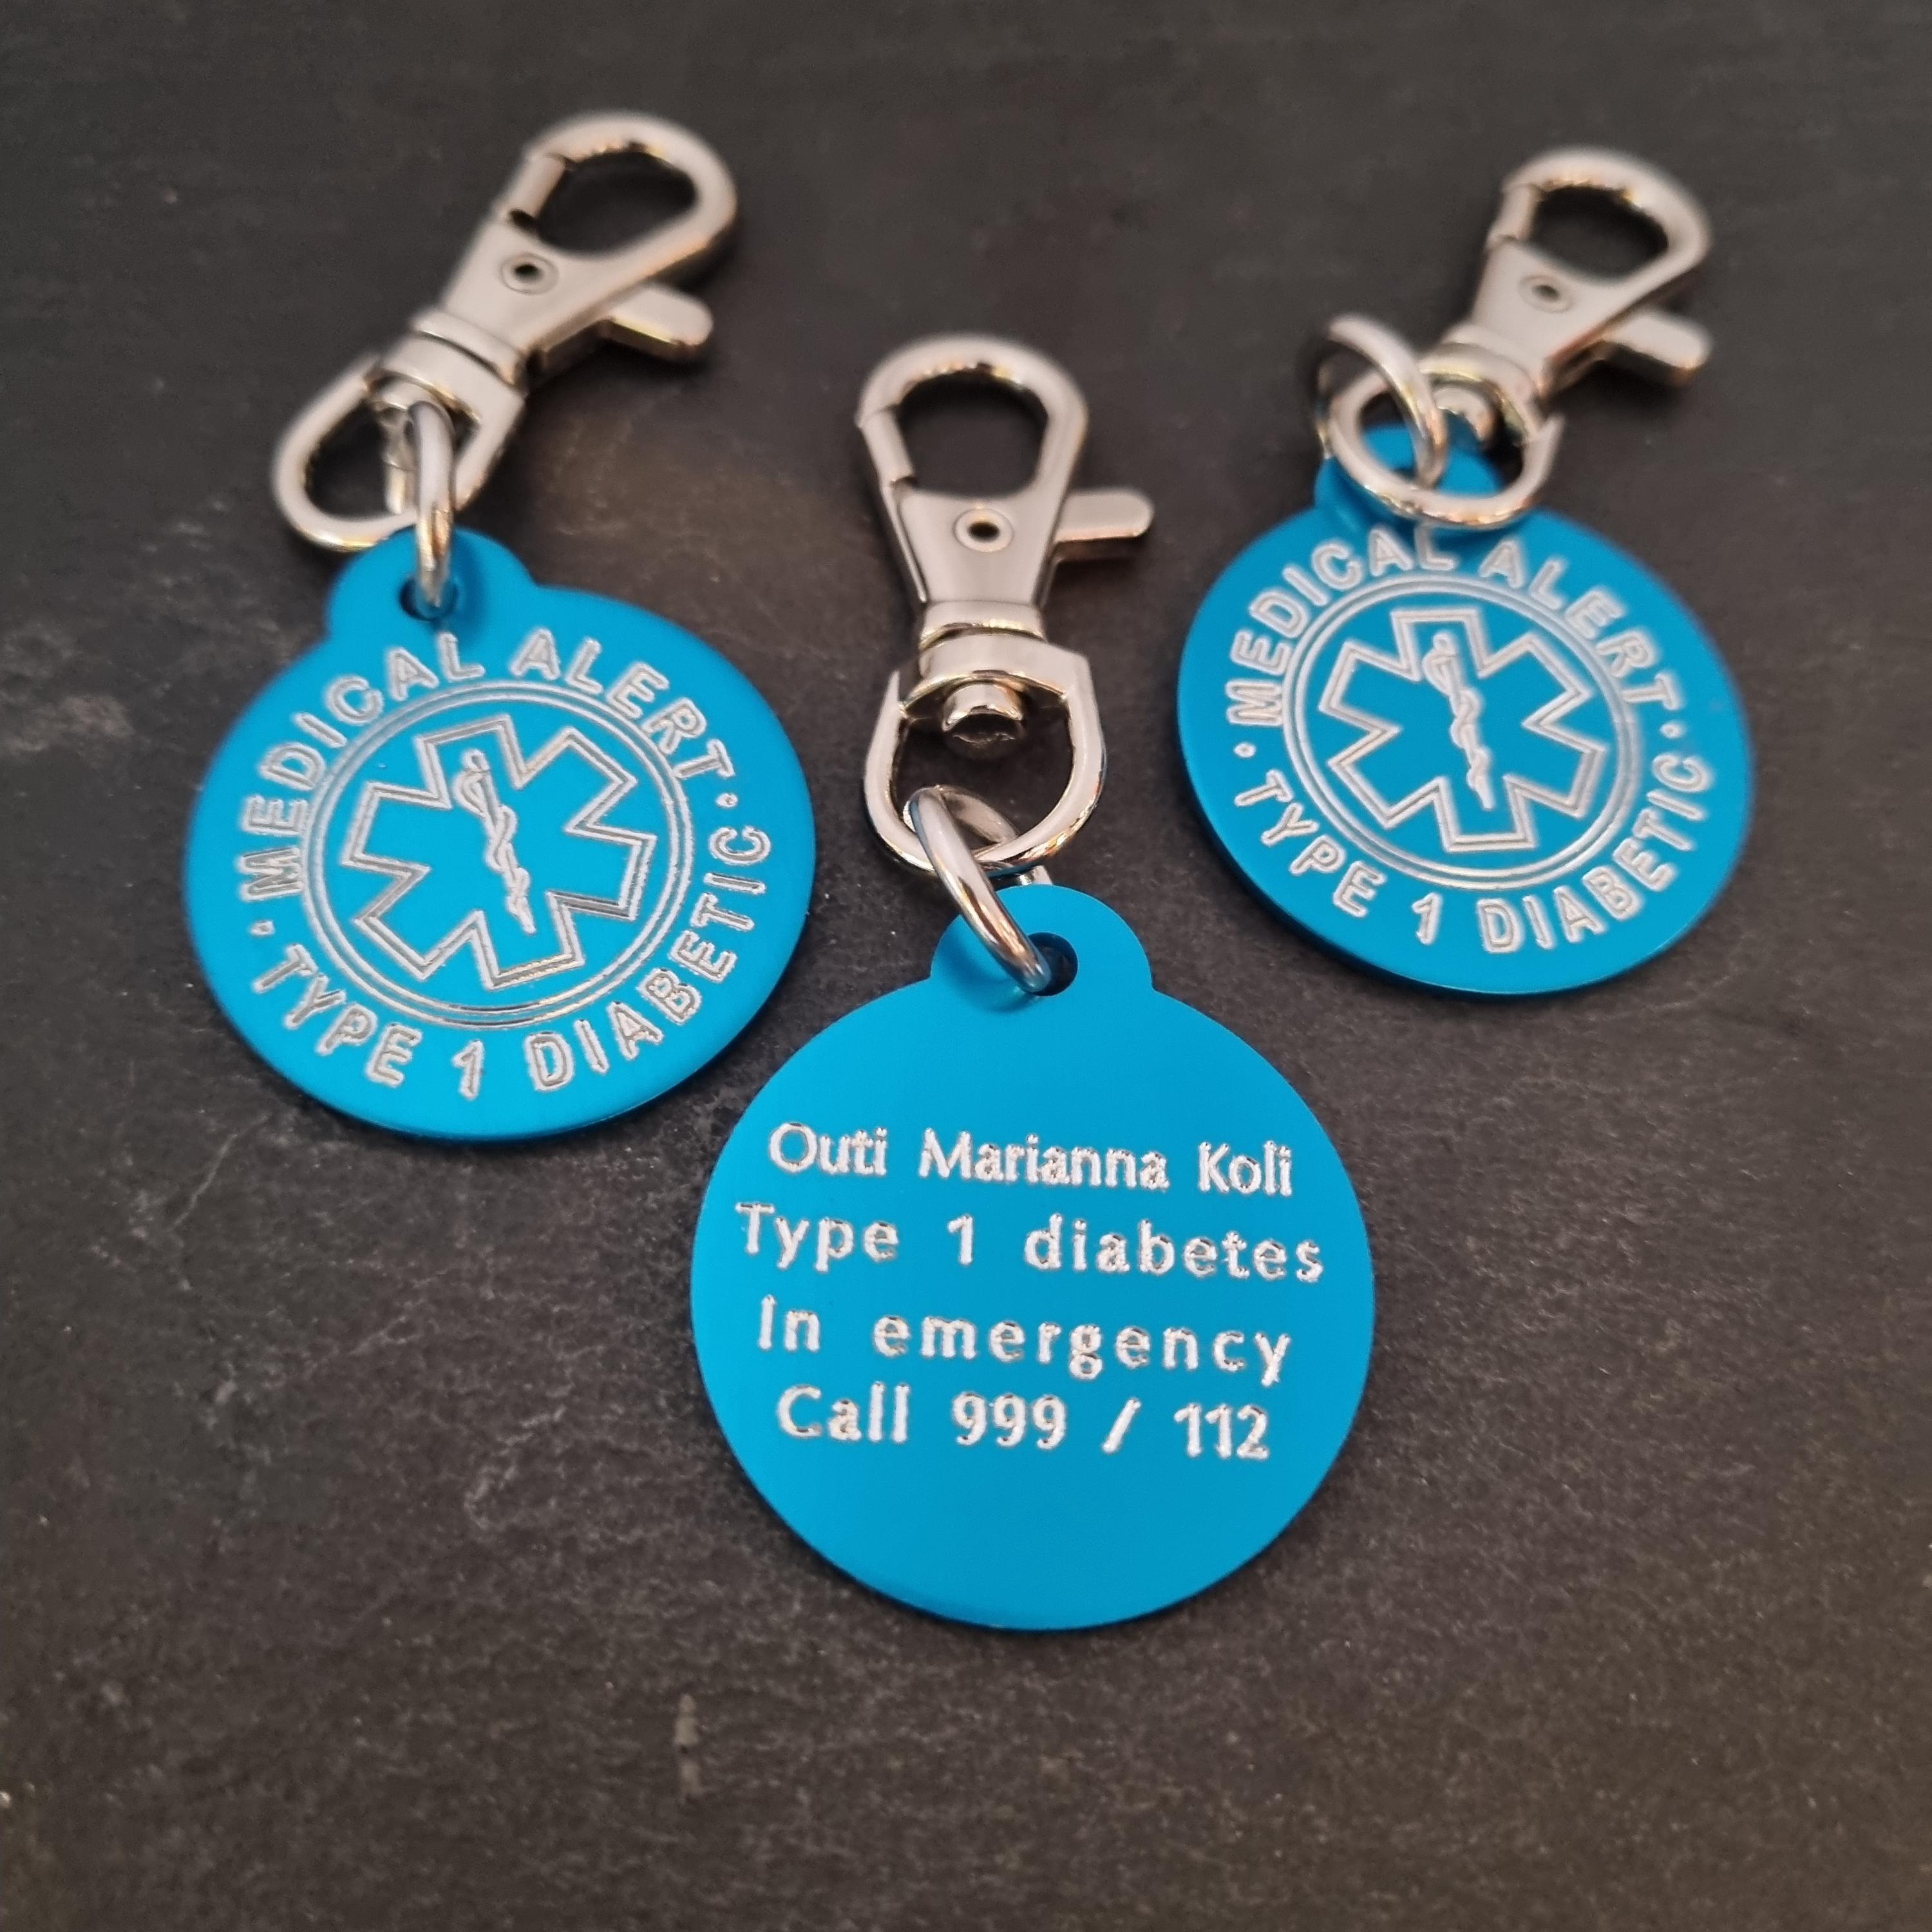 · MEDICAL ALERT ·
TYPE 1 DIABETIC
· MEDICAL ALERT ·
TYPE 1 DIABETIC
Outi Marianna Koli
Type 1 diabetes
In emergency
Call 999 / 112